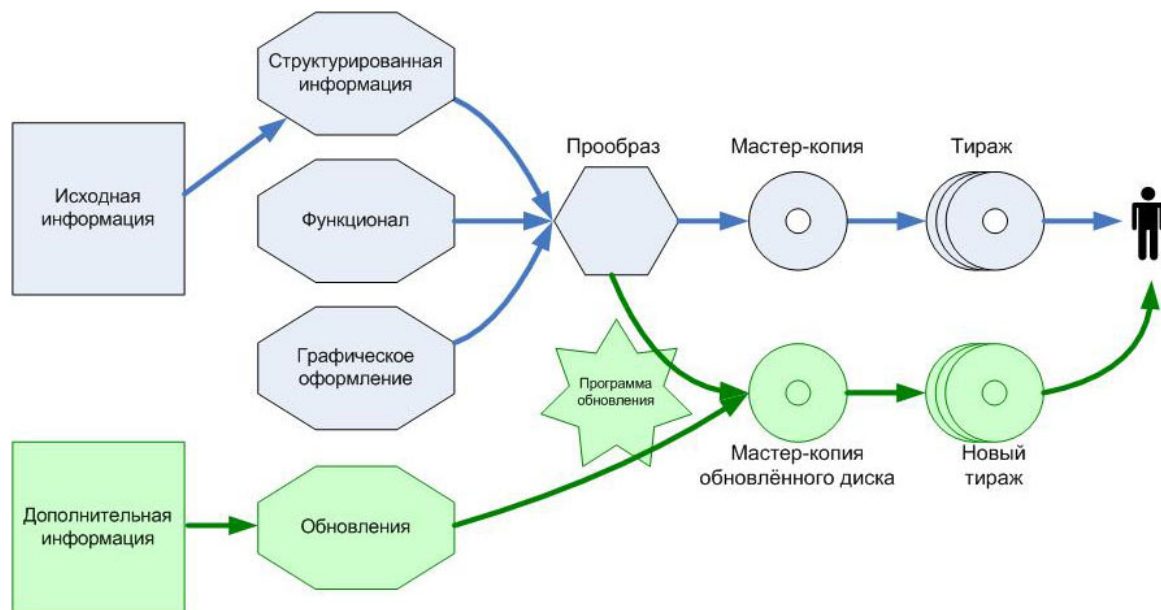 Структурированная
информация
Исходная
информация
Функционал
Графическое
оформление
Прообраз
Мастер-копия
Тираж
Программа
обновления
Мастер-копия
обновлённого диска
Новый
тираж
Дополнительная
информация
Обновления